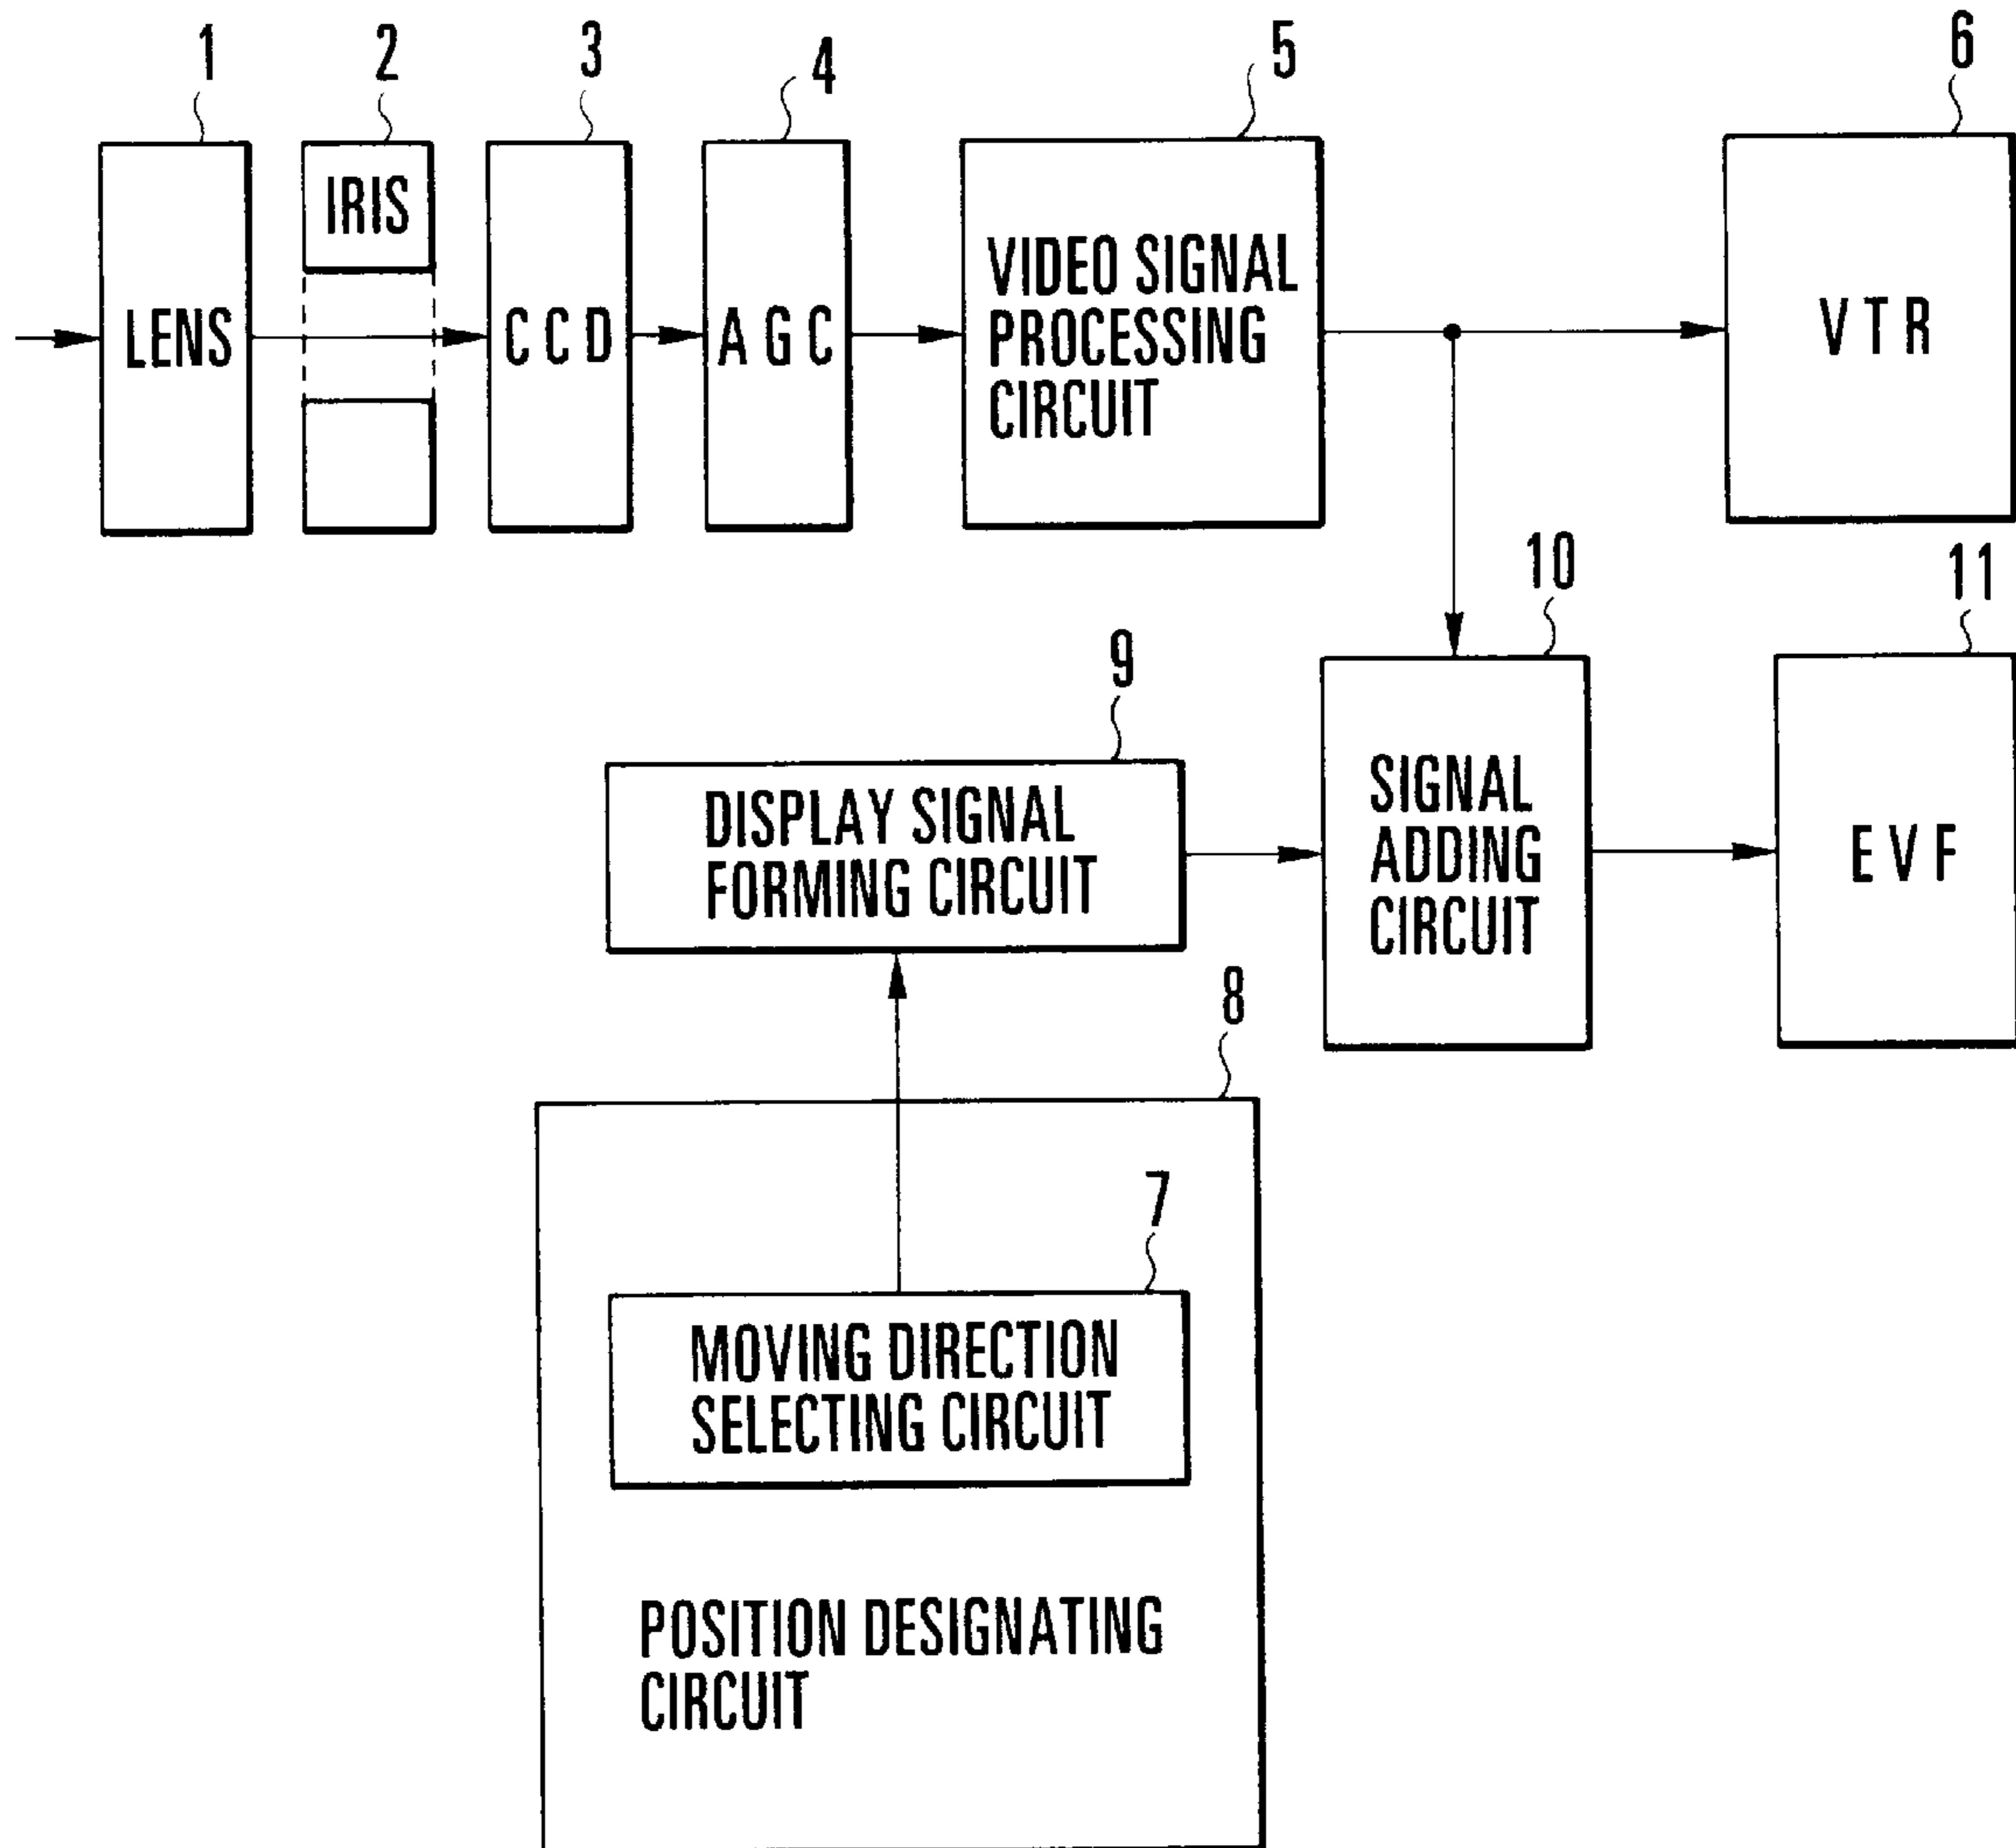 1
2
3
4
5
6
IRIS
LENS
C C D
A G C
VIDEO SIGNAL
PROCESSING
CIRCUIT
V T R
10
11
9
DISPLAY SIGNAL
FORMING CIRCUIT
SIGNAL
ADDING
CIRCUIT
E V F
8
7
MOVING DIRECTION
SELECTING CIRCUIT
POSITION DESIGNATING
CIRCUIT